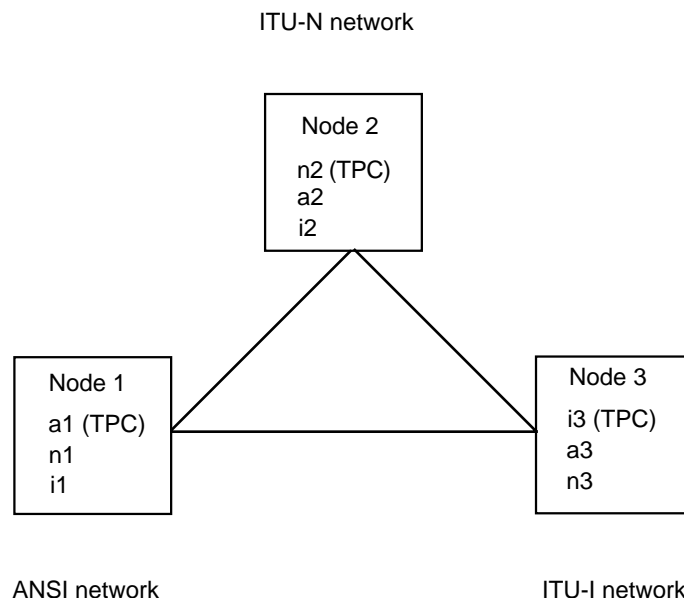 ITU-N network
Node 2
n2 (TPC)
a2
i2
Node 1
a1 (TPC)
n1
i1
Node 3
i3 (TPC)
a3
n3
ANSI network
ITU-I network